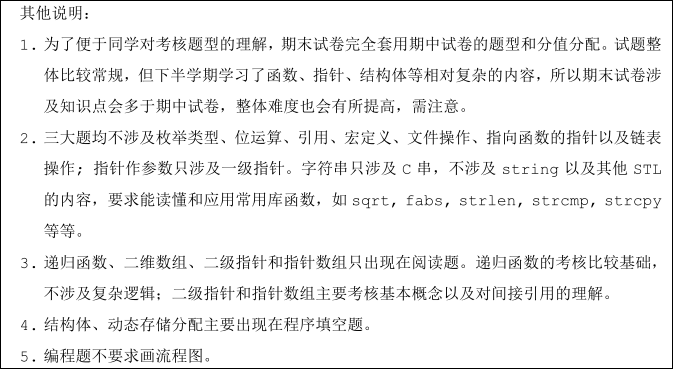 其他说明：
1. 为了便于同学对考核题型的理解，期末试卷完全套用期中试卷的题型和分值分配。试题整
体比较常规，但下半学期学习了函数、指针、结构体等相对复杂的内容，所以期末试卷涉
及知识点会多于期中试卷，整体难度也会有所提高，需注意。
2. 三大题均不涉及枚举类型、位运算、引用、宏定义、文件操作、指向函数的指针以及链表
操作；指针作参数只涉及一级指针。字符串只涉及 C 串，不涉及 string 以及其他 STL
的内容，要求能读懂和应用常用库函数，如 sqrt, fabs, strlen, strcmp, strcpy
等等。
3. 递归函数、二维数组、二级指针和指针数组只出现在阅读题。递归函数的考核比较基础，
不涉及复杂逻辑；二级指针和指针数组主要考核基本概念以及对间接引用的理解。
4. 结构体、动态存储分配主要出现在程序填空题。
5. 编程题不要求画流程图。